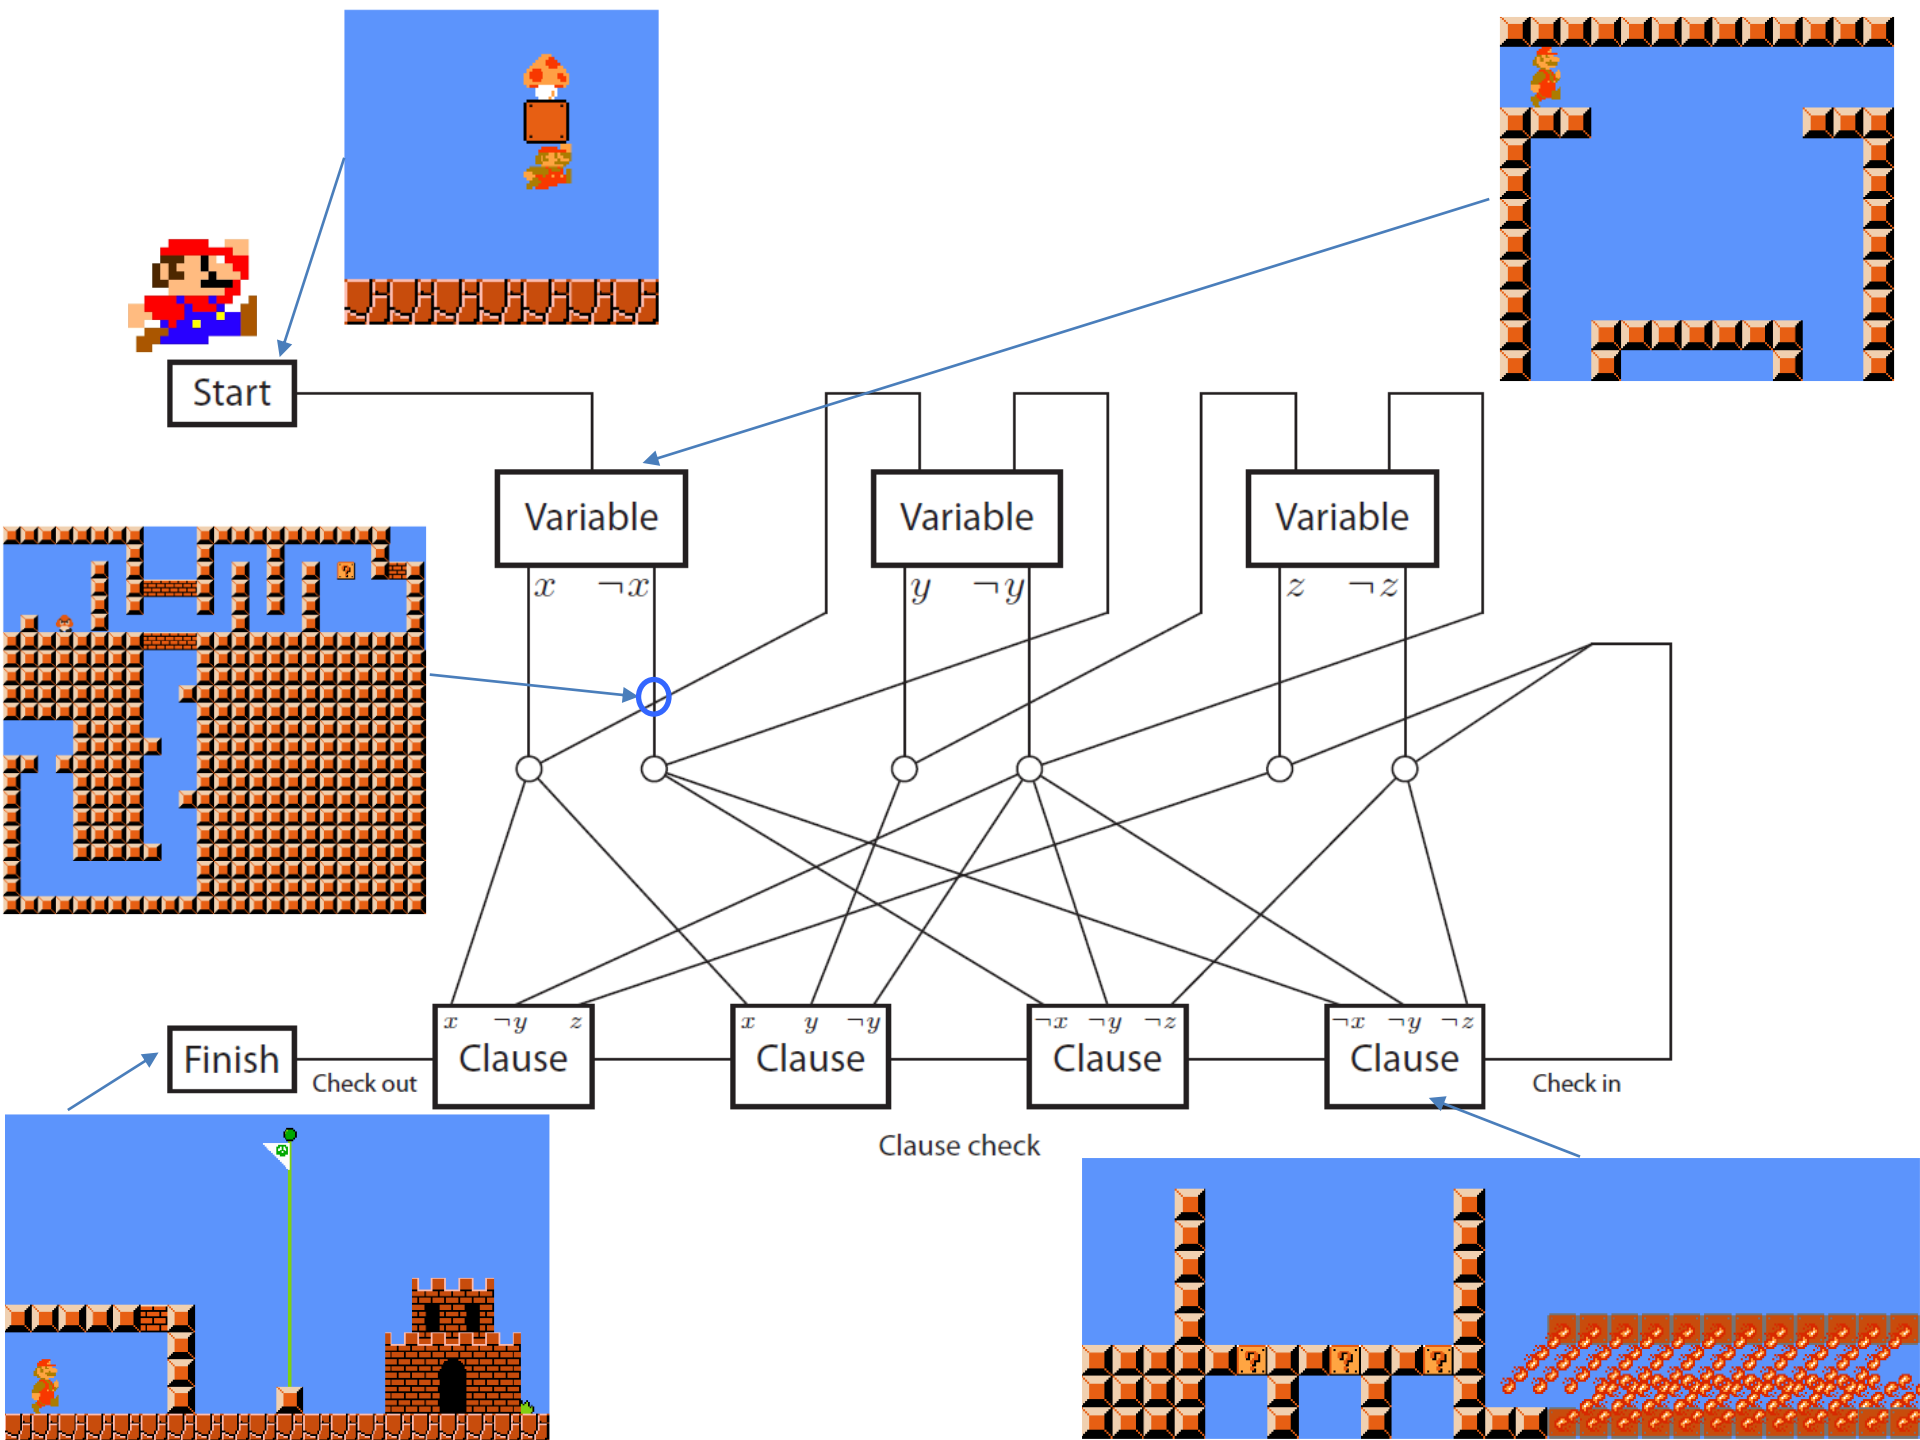 Start
Variable
Variable
Variable
x ¬x
y ¬y
z ¬z
x ¬y z
x y ¬y
¬x ¬y ¬z
¬x ¬y ¬z
Finish
Check out
Clause
Clause
Clause
Clause
Check in
Clause check
? 
? ? ?